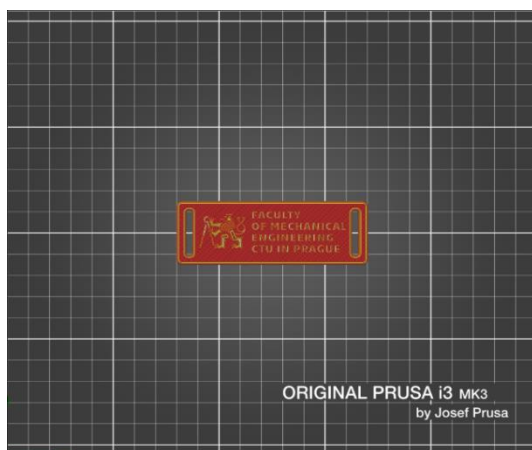 FACULTY
OF MECHANICAL
ENGINEERING
CTU IN PRAGUE
ORIGINAL PRUSA i3 MK3
by Josef Prusa